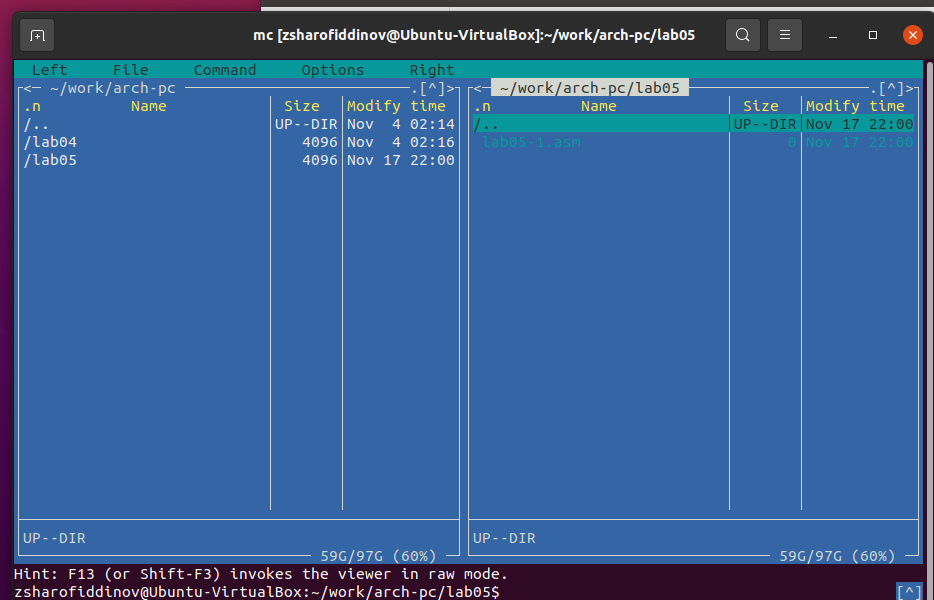 mc [zsharofiddinov@Ubuntu-VirtualBox]:~/work/arch-pc/lab05
Left File Command Options Right
<─ ~/work/arch-pc .[^]> <─ ~/work/arch-pc/lab05 .[^]>
.n Name Size Modify time .n Name Size Modify time
/.. UP--DIR Nov 4 02:14 /.. UP--DIR Nov 17 22:00
/lab04 4096 Nov 4 02:16 lab05-1.asm 0 Nov 17 22:00
/lab05 4096 Nov 17 22:00
UP--DIR UP--DIR
59G/97G (60%) 59G/97G (60%)
Hint: F13 (or Shift-F3) invokes the viewer in raw mode.
zsharofiddinov@Ubuntu-VirtualBox:~/work/arch-pc/lab05$ [^]